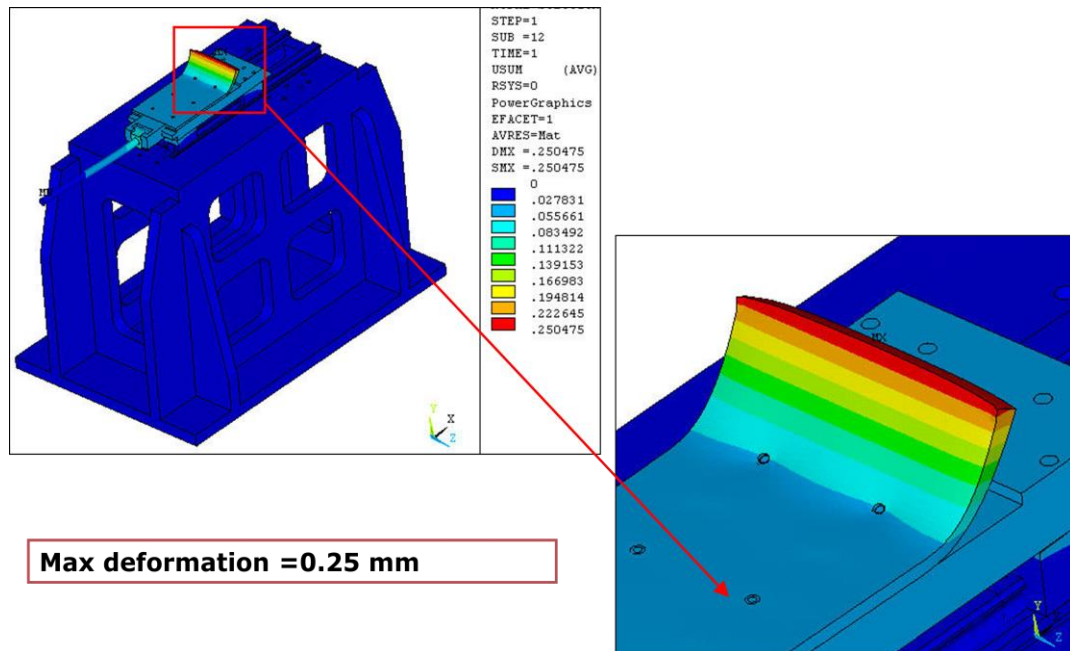 STEP=1
SUB =12
TIME=1
USUM (AVG)
RSYS=0
PowerGraphics
EFACET=1
AVRES=Mat
DMX =.250475
SMX =.250475
0
.027831
.055661
.083492
.111322
.139153
.166983
.194814
.222645
.250475
Y
X
Z
MX
Max deformation =0.25 mm
Y
Z